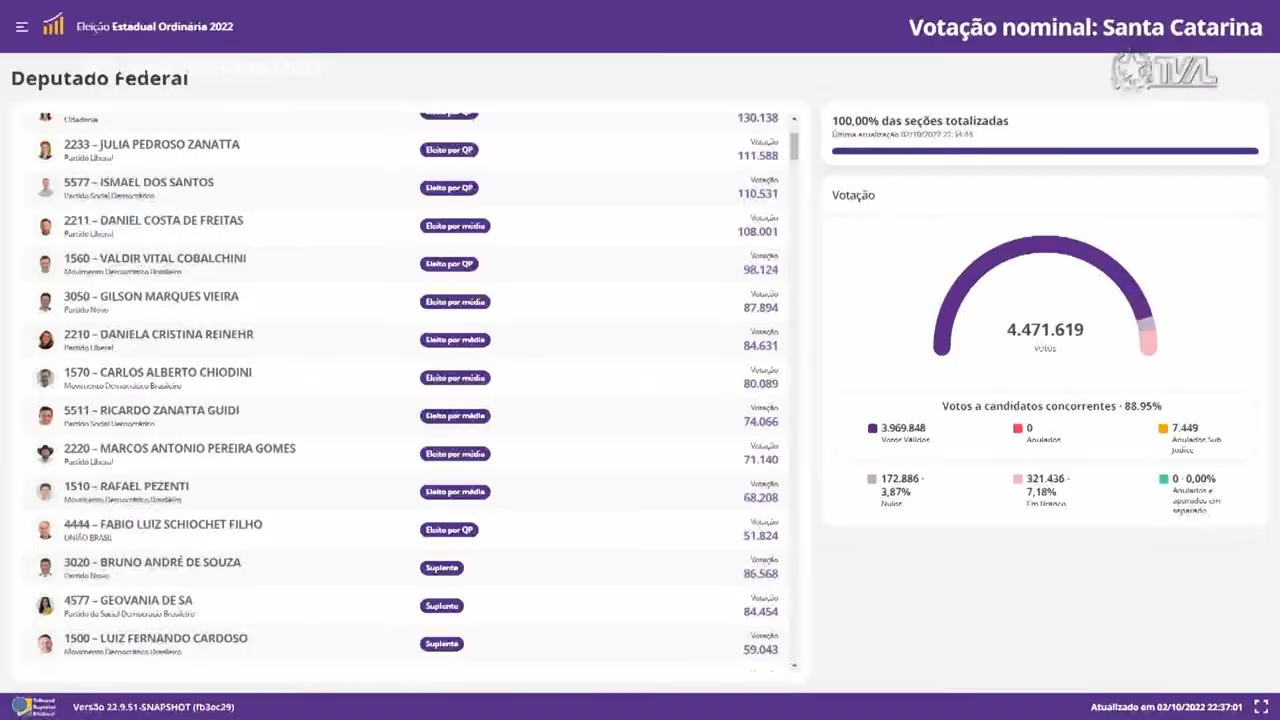 Eleição Estadual Ordinária 2022
Votação nominal: Santa Catarina
Deputado Federal
TVAL
Cidadania
130.138
2233 – JULIA PEDROSO ZANATTA
Partido Liberal
Eleito por QP
Votação
111.588
5577 – ISMAEL DOS SANTOS
Partido Social Democrático
Eleito por QP
Votação
110.531
2211 – DANIEL COSTA DE FREITAS
Partido Liberal
Eleito por média
Votação
108.001
1560 – VALDIR VITAL COBALCHINI
Movimento Democrático Brasileiro
Eleito por QP
Votação
98.124
3050 – GILSON MARQUES VIEIRA
Partido Novo
Eleito por média
Votação
87.894
2210 – DANIELA CRISTINA REINEHR
Partido Liberal
Eleito por média
Votação
84.631
1570 – CARLOS ALBERTO CHIODINI
Movimento Democrático Brasileiro
Eleito por média
Votação
80.089
5511 – RICARDO ZANATTA GUIDI
Partido Social Democrático
Eleito por média
Votação
74.066
2220 – MARCOS ANTONIO PEREIRA GOMES
Partido Liberal
Eleito por média
Votação
71.140
1510 – RAFAEL PEZENTI
Movimento Democrático Brasileiro
Eleito por média
Votação
68.208
4444 – FABIO LUIZ SCHIOCHET FILHO
UNIÃO BRASIL
Eleito por QP
Votação
51.824
3020 – BRUNO ANDRÉ DE SOUZA
Partido Novo
Suplente
Votação
86.568
4577 – GEOVANIA DE SA
Partido da Social Democracia Brasileira
Suplente
Votação
84.454
1500 – LUIZ FERNANDO CARDOSO
Movimento Democrático Brasileiro
Suplente
Votação
59.043
100,00% das seções totalizadas
Última atualização 02/10/2022
Votação
4.471.619
votos
Votos a candidatos concorrentes · 88.95%
3.969.848
Votos Válidos
0
Anulados
7.449
Anulados Sub
Judice
172.886 ·
3,87%
Nulos
321.436 ·
7,18%
Em Branco
0 · 0,00%
Anulados e
apurados em
separado
Tribunal
Superior
Eleitoral
Versão 22.9.51-SNAPSHOT (fb3ec29)
Atualizado em 02/10/2022 22:37:01